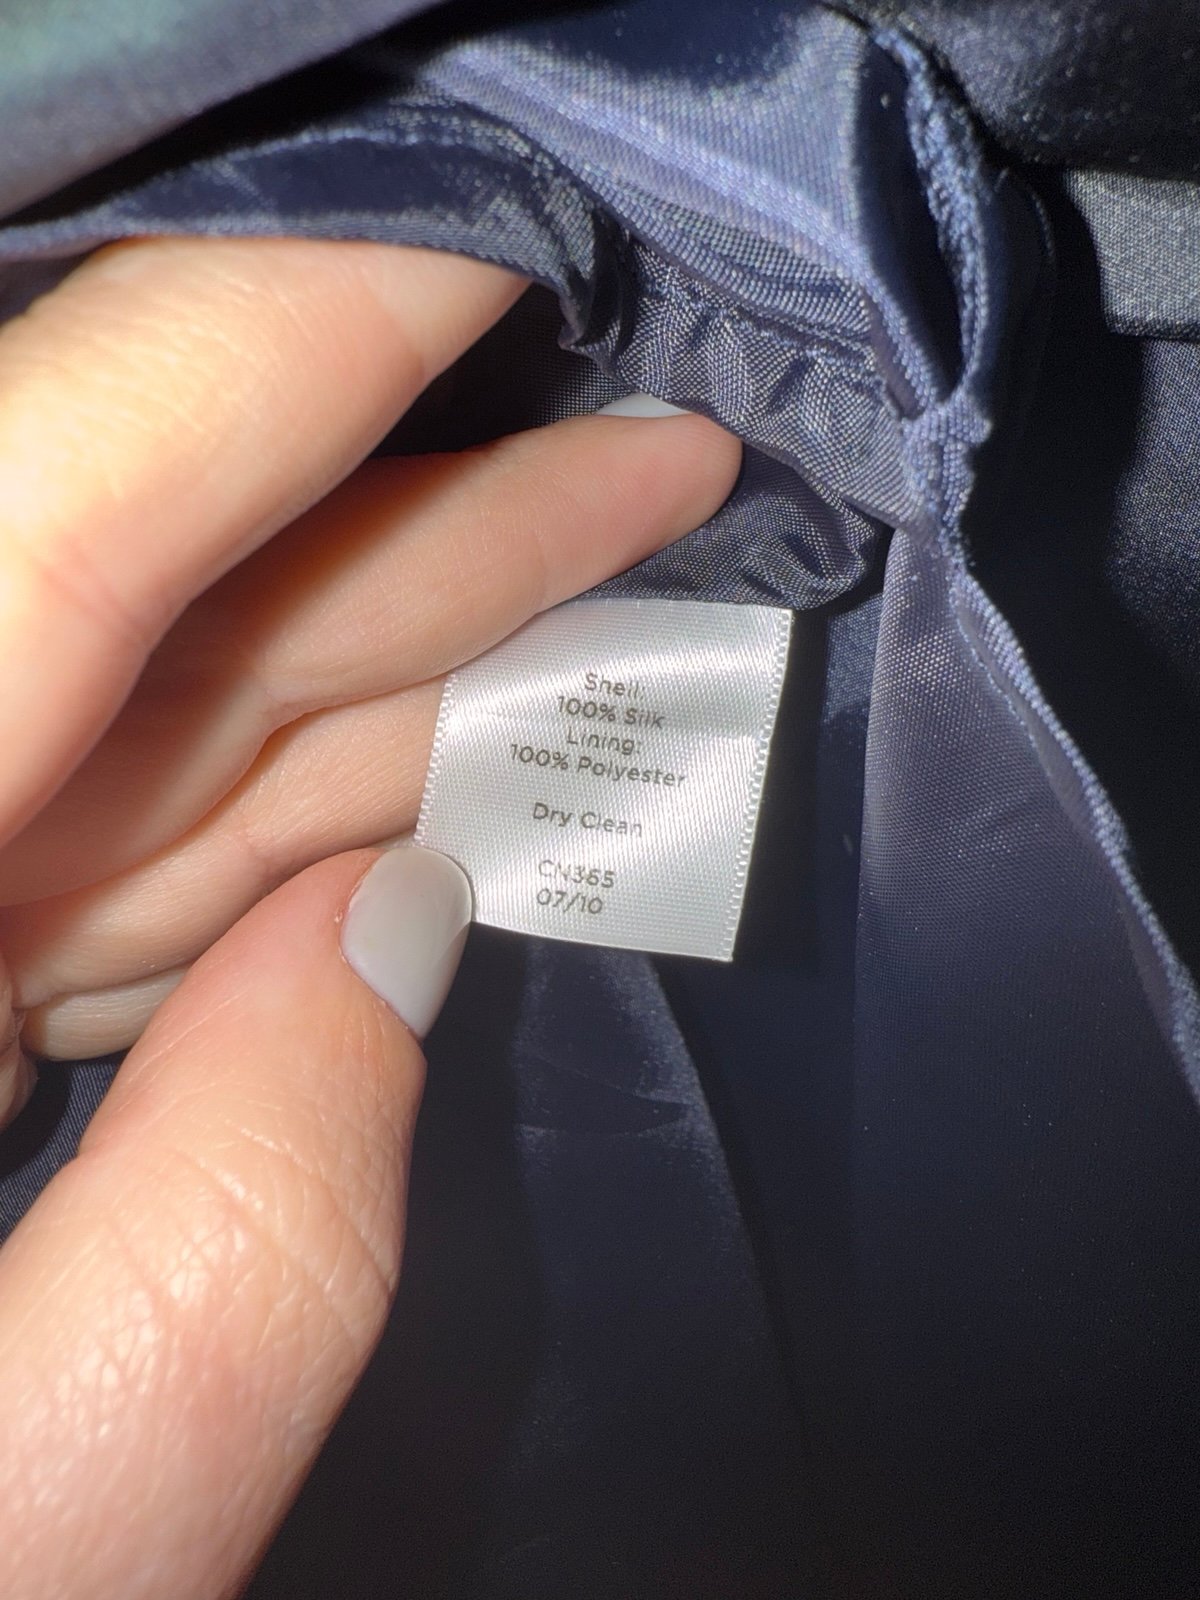 Shell:
100% Silk
Lining:
100% Polyester
Dry Clean
CN365
07/10